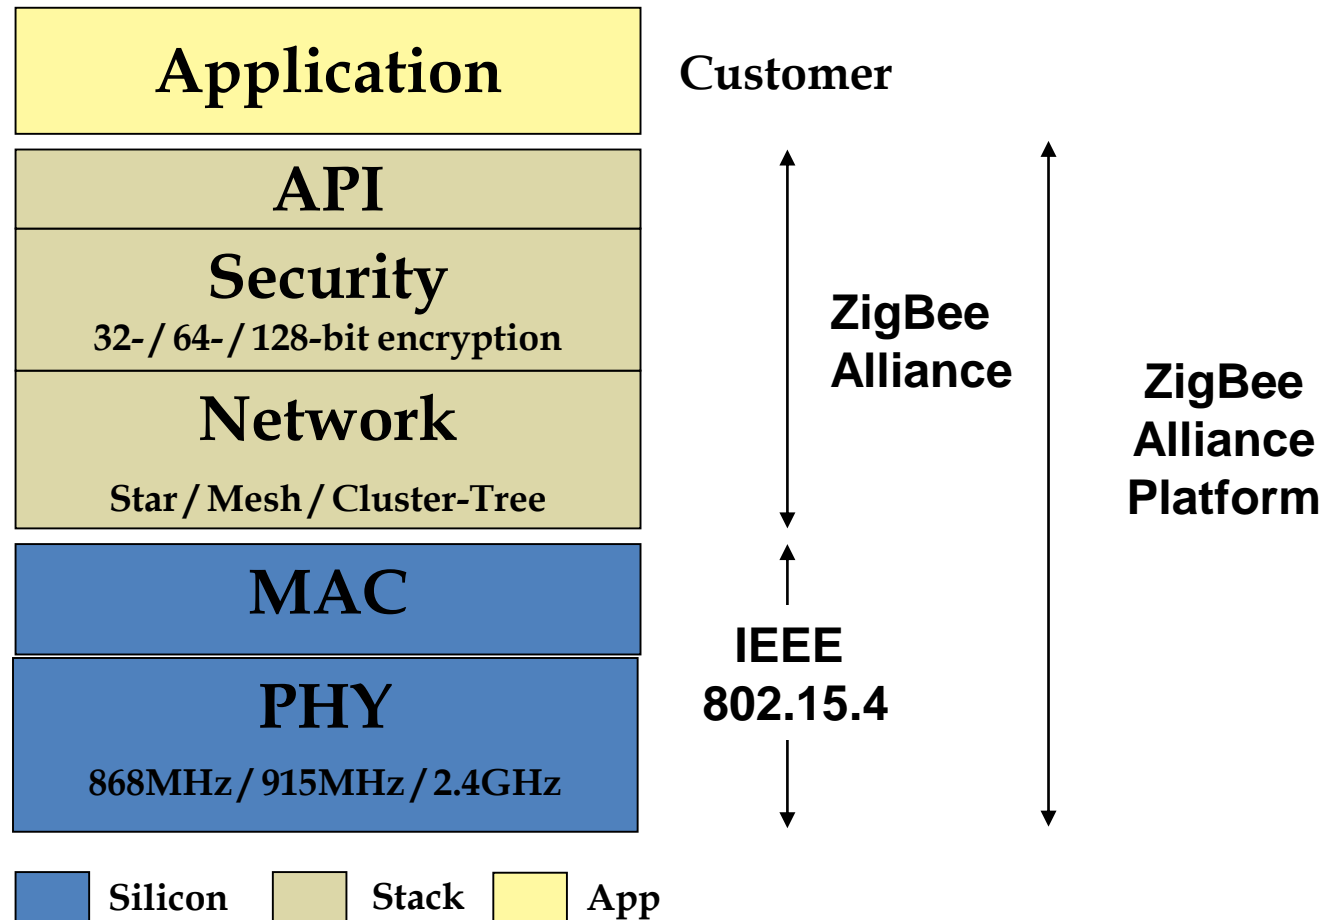 Application
Customer
API
Security
32- / 64- / 128-bit encryption
Network
Star / Mesh / Cluster-Tree
MAC
PHY
868MHz / 915MHz / 2.4GHz
ZigBee
Alliance
IEEE
802.15.4
ZigBee
Alliance
Platform
Silicon
Stack
App